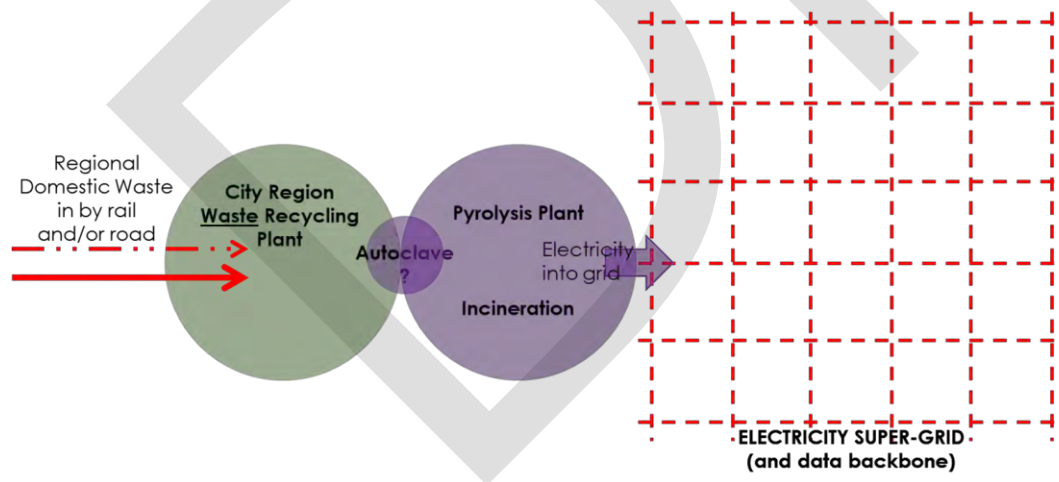 Regional
Domestic Waste
in by rail
and/or road
City Region
Waste Recycling
Plant
Autoclave
?
Pyrolysis Plant
Electricity
into grid
Incineration
ELECTRICITY SUPER-GRID
(and data backbone)